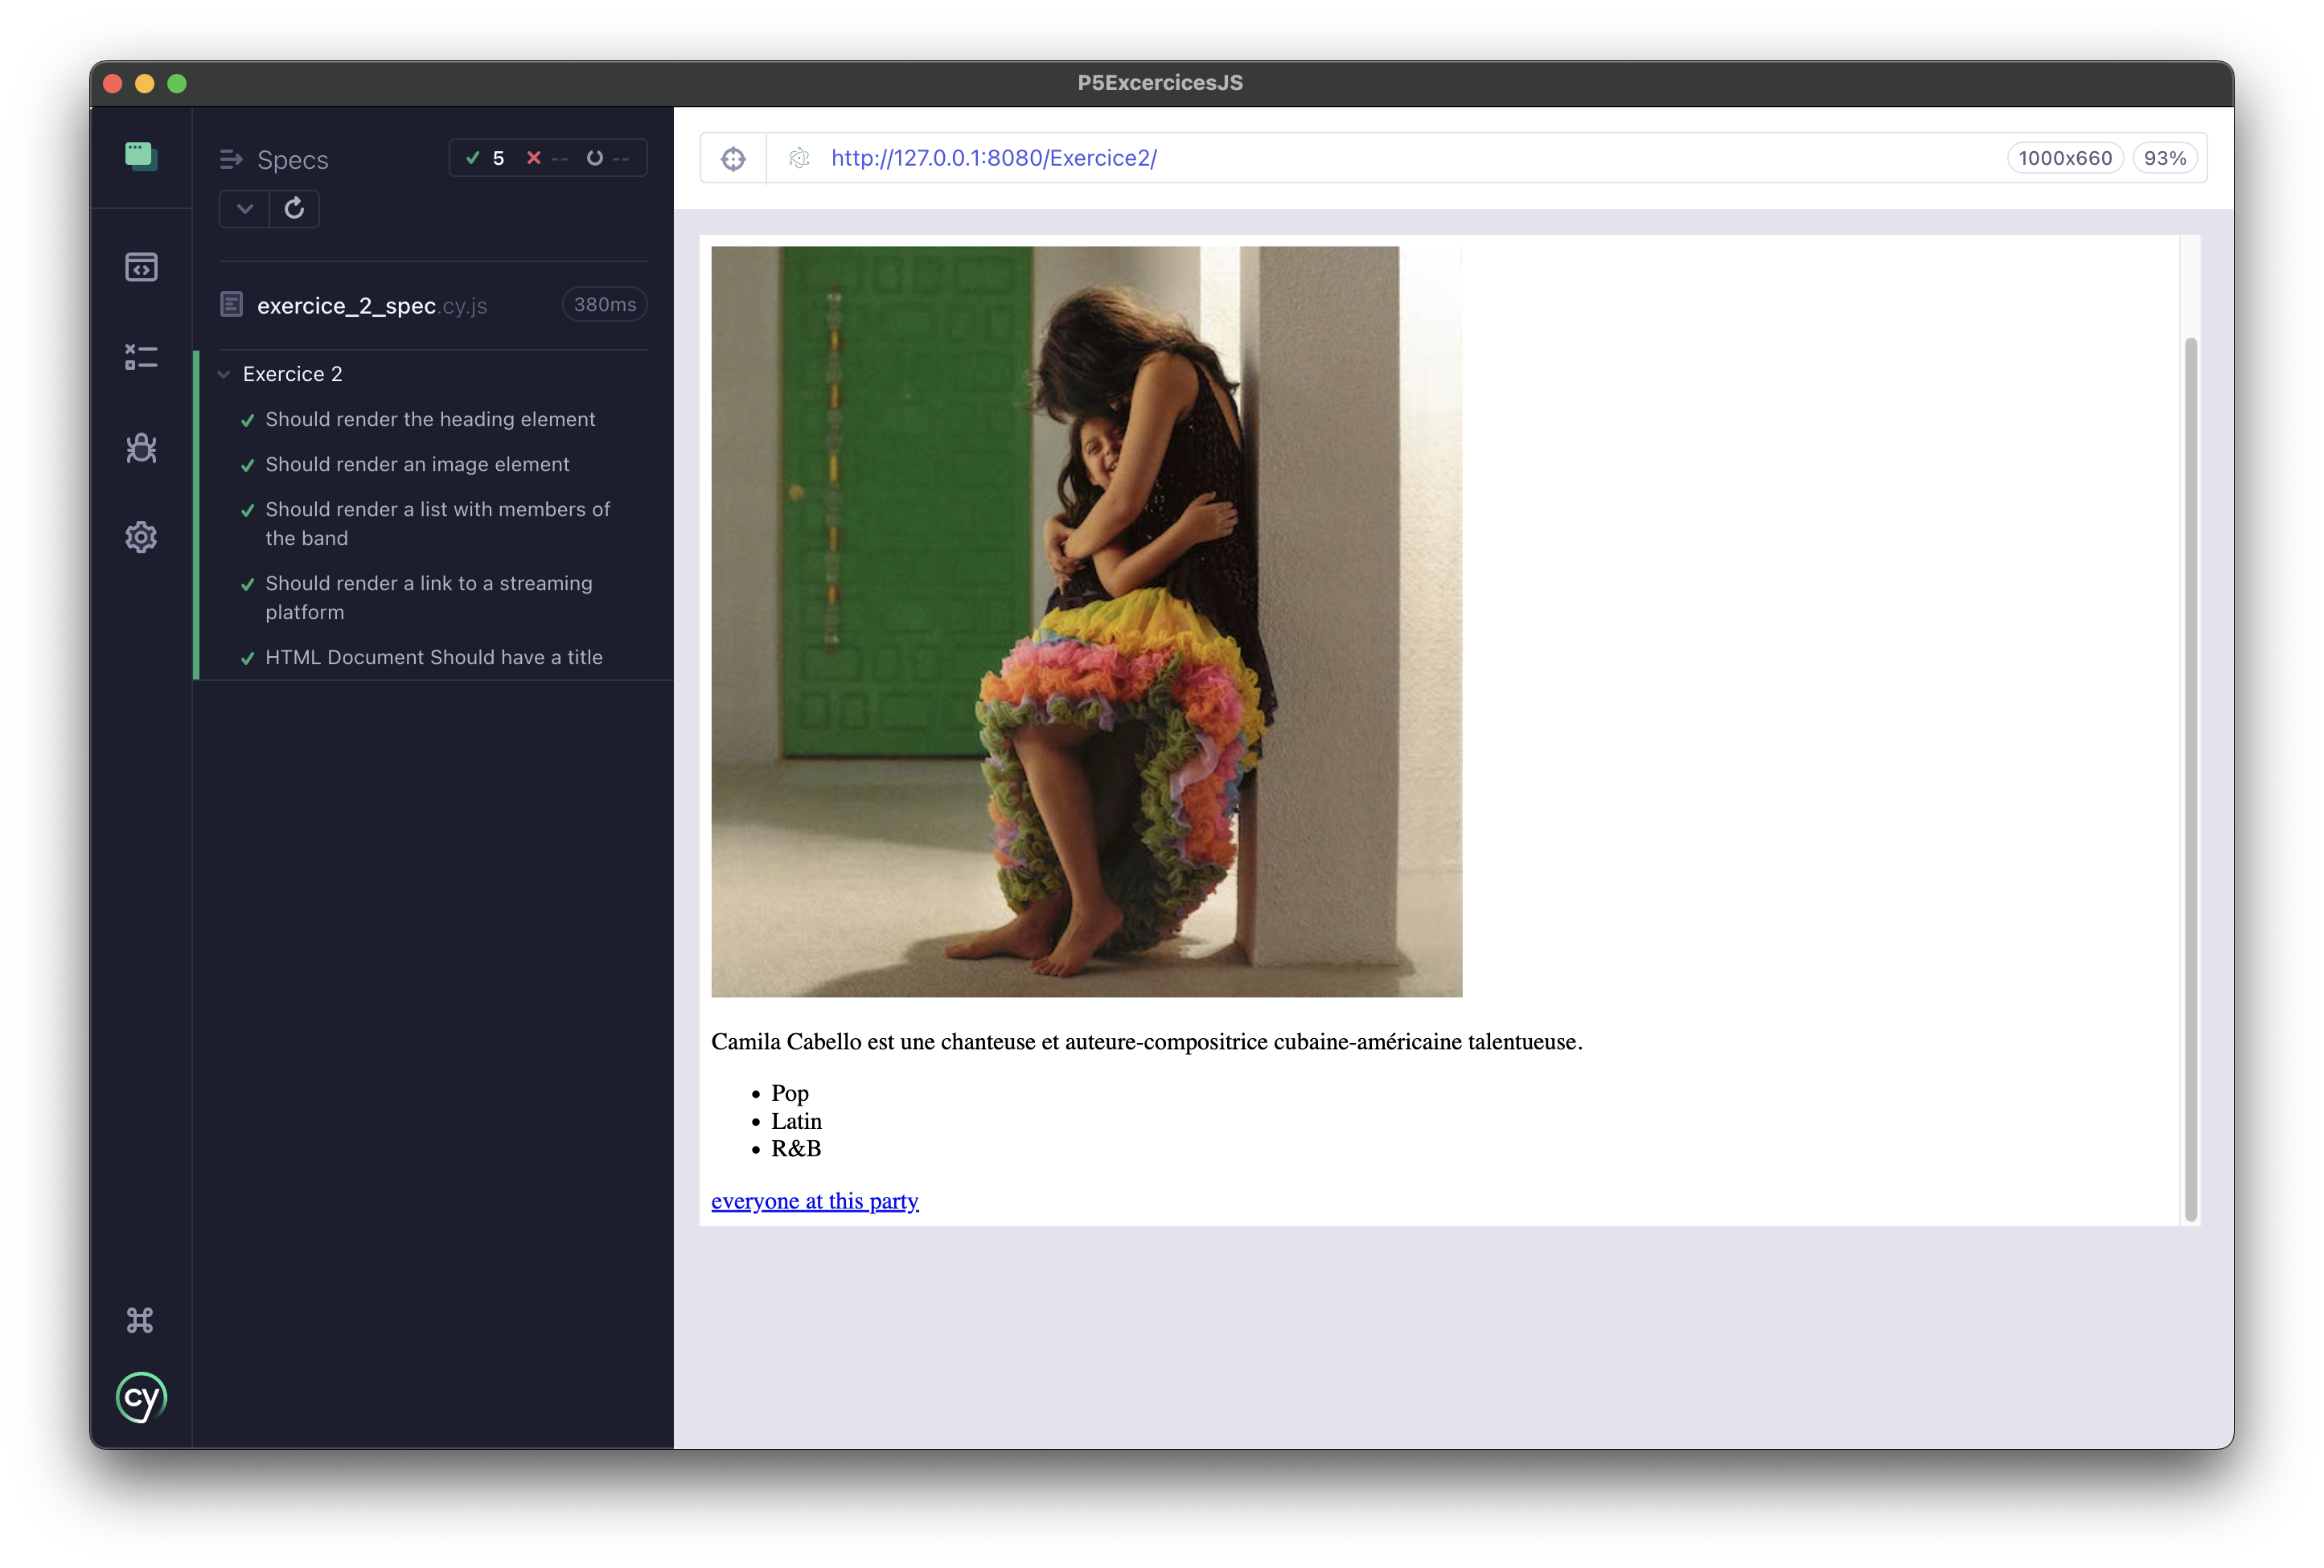 P5ExcercicesJS
Specs
5 -- --
exercice_2_spec.cy.js 380ms
Exercice 2
Should render the heading element
Should render an image element
Should render a list with members of
the band
Should render a link to a streaming
platform
HTML Document Should have a title
cy
http://127.0.0.1:8080/Exercice2/ 1000x660 93%
Camila Cabello est une chanteuse et auteure-compositrice cubaine-américaine talentueuse.
Pop
Latin
R&B
everyone at this party